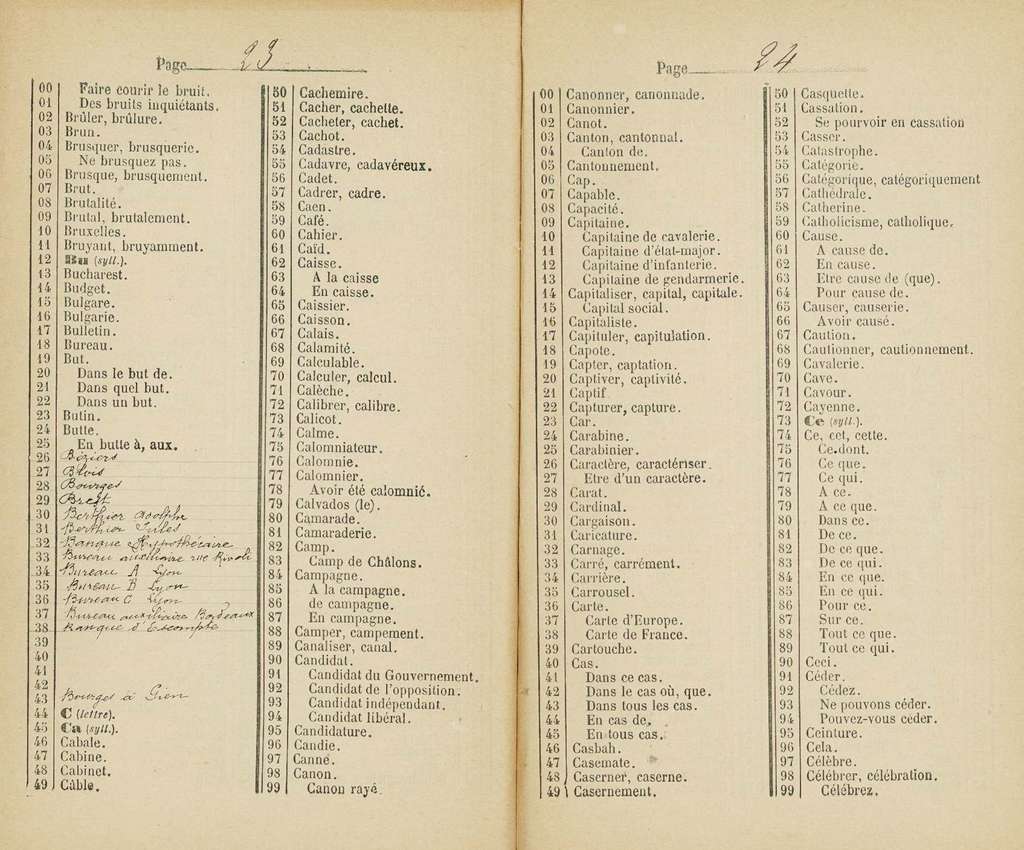 Page 23
00 Faire courir le bruit.
01 Des bruits inquiétants.
02 Brûler, brûlure.
03 Brun.
04 Brusquer, brusquerie.
05 Ne brusquez pas.
06 Brusque, brusquement.
07 Brut.
08 Brutalité.
09 Brutal, brutalement.
10 Bruxelles.
11 Bruyant, bruyamment.
12 Bu (syll.).
13 Bucharest.
14 Budget.
15 Bulgare.
16 Bulgarie.
17 Bulletin.
18 Bureau.
19 But.
20 Dans le but de.
21 Dans quel but.
22 Dans un but.
23 Butin.
24 Butte.
25 En butte à, aux.
26 Béziers
27 Blois
28 Bourges
29 Brest
30 Berthier Adolphe
31 Berthier Jules
32 Banque Hypothécaire
33 Bureau auxiliaire rue Rivoli
34 Bureau A Lyon
35 Bureau B Lyon
36 Bureau C Lyon
37 Bureau auxiliaire Bordeaux
38 Banque d'Escompte
39
40
41
42
43 Bourges à Gien
44 C (lettre).
45 Ca (syll.).
46 Cabale.
47 Cabine.
48 Cabinet.
49 Câble.
50 Cachemire.
51 Cacher, cachette.
52 Cacheter, cachet.
53 Cachot.
54 Cadastre.
55 Cadavre, cadavéreux.
56 Cadet.
57 Cadrer, cadre.
58 Caen.
59 Café.
60 Cahier.
61 Caïd.
62 Caisse.
63 A la caisse
64 En caisse.
65 Caissier.
66 Caisson.
67 Calais.
68 Calamité.
69 Calculable.
70 Calculer, calcul.
71 Calèche.
72 Calibrer, calibre.
73 Calicot.
74 Calme.
75 Calomniateur.
76 Calomnie.
77 Calomnier.
78 Avoir été calomnié.
79 Calvados (le).
80 Camarade.
81 Camaraderie.
82 Camp.
83 Camp de Châlons.
84 Campagne.
85 A la campagne.
86 de campagne.
87 En campagne.
88 Camper, campement.
89 Canaliser, canal.
90 Candidat.
91 Candidat du Gouvernement.
92 Candidat de l'opposition.
93 Candidat indépendant.
94 Candidat libéral.
95 Candidature.
96 Candie.
97 Canne.
98 Canon.
99 Canon rayé.
Page 24
00 Canonner, canonnade.
01 Canonnier.
02 Canot.
03 Canton, cantonnal.
04 Canton de.
05 Cantonnement.
06 Cap.
07 Capable.
08 Capacité.
09 Capitaine.
10 Capitaine de cavalerie.
11 Capitaine d'état-major.
12 Capitaine d'infanterie.
13 Capitaine de gendarmerie.
14 Capitaliser, capital, capitale.
15 Capital social.
16 Capitaliste.
17 Capituler, capitulation.
18 Capote.
19 Capter, captation.
20 Captiver, captivité.
21 Captif.
22 Capturer, capture.
23 Car.
24 Carabine.
25 Carabinier.
26 Caractère, caractériser.
27 Etre d'un caractère.
28 Carat.
29 Cardinal.
30 Cargaison.
31 Caricature.
32 Carnage.
33 Carré, carrément.
34 Carrière.
35 Carrousel.
36 Carte.
37 Carte d'Europe.
38 Carte de France.
39 Cartouche.
40 Cas.
41 Dans ce cas.
42 Dans le cas où, que.
43 Dans tous les cas.
44 En cas de.
45 En tous cas.
46 Casbah.
47 Casemate.
48 Caserner, caserne.
49 Casernement.
50 Casquette.
51 Cassation.
52 Se pourvoir en cassation
53 Casser.
54 Catastrophe.
55 Catégorie.
56 Catégorique, catégoriquement
57 Cathédrale.
58 Catherine.
59 Catholicisme, catholique.
60 Cause.
61 A cause de.
62 En cause.
63 Etre cause de (que).
64 Pour cause de.
65 Causer, causerie.
66 Avoir causé.
67 Caution.
68 Cautionner, cautionnement.
69 Cavalerie.
70 Cave.
71 Cavour.
72 Cayenne.
73 Ce (syll.).
74 Ce, cet, cette.
75 Ce dont.
76 Ce que.
77 Ce qui.
78 A ce.
79 A ce que.
80 Dans ce.
81 De ce.
82 De ce que.
83 De ce qui.
84 En ce que.
85 En ce qui.
86 Pour ce.
87 Sur ce.
88 Tout ce que.
89 Tout ce qui.
90 Ceci.
91 Céder.
92 Cédez.
93 Ne pouvons céder.
94 Pouvez-vous céder.
95 Ceinture.
96 Cela.
97 Célèbre.
98 Célébrer, célébration.
99 Célébrez.